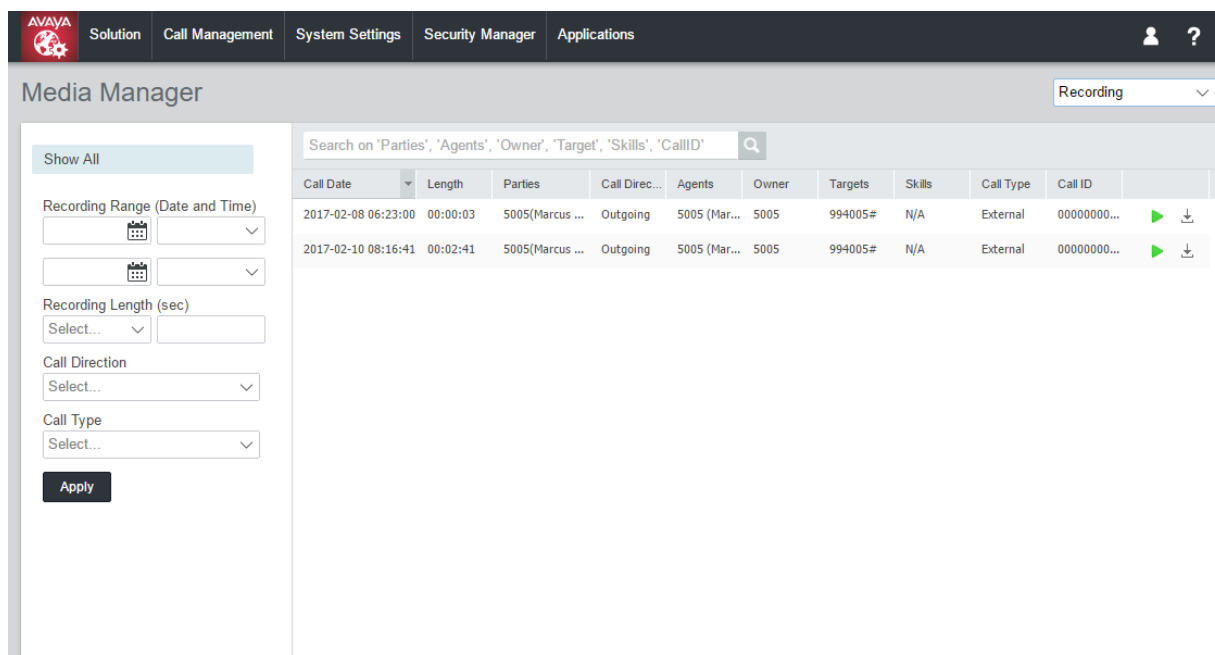 AVAYA
Solution Call Management System Settings Security Manager Applications ?
Media Manager
Recording
Show All
Recording Range (Date and Time)
Recording Length (sec)
Select...
Call Direction
Select...
Call Type
Select...
Apply
Search on 'Parties', 'Agents', 'Owner', 'Target', 'Skills', 'CallID'
Call Date Length Parties Call Direc... Agents Owner Targets Skills Call Type Call ID
2017-02-08 06:23:00 00:00:03 5005(Marcus ... Outgoing 5005 (Mar... 5005 994005# N/A External 00000000...
2017-02-10 08:16:41 00:02:41 5005(Marcus ... Outgoing 5005 (Mar... 5005 994005# N/A External 00000000...